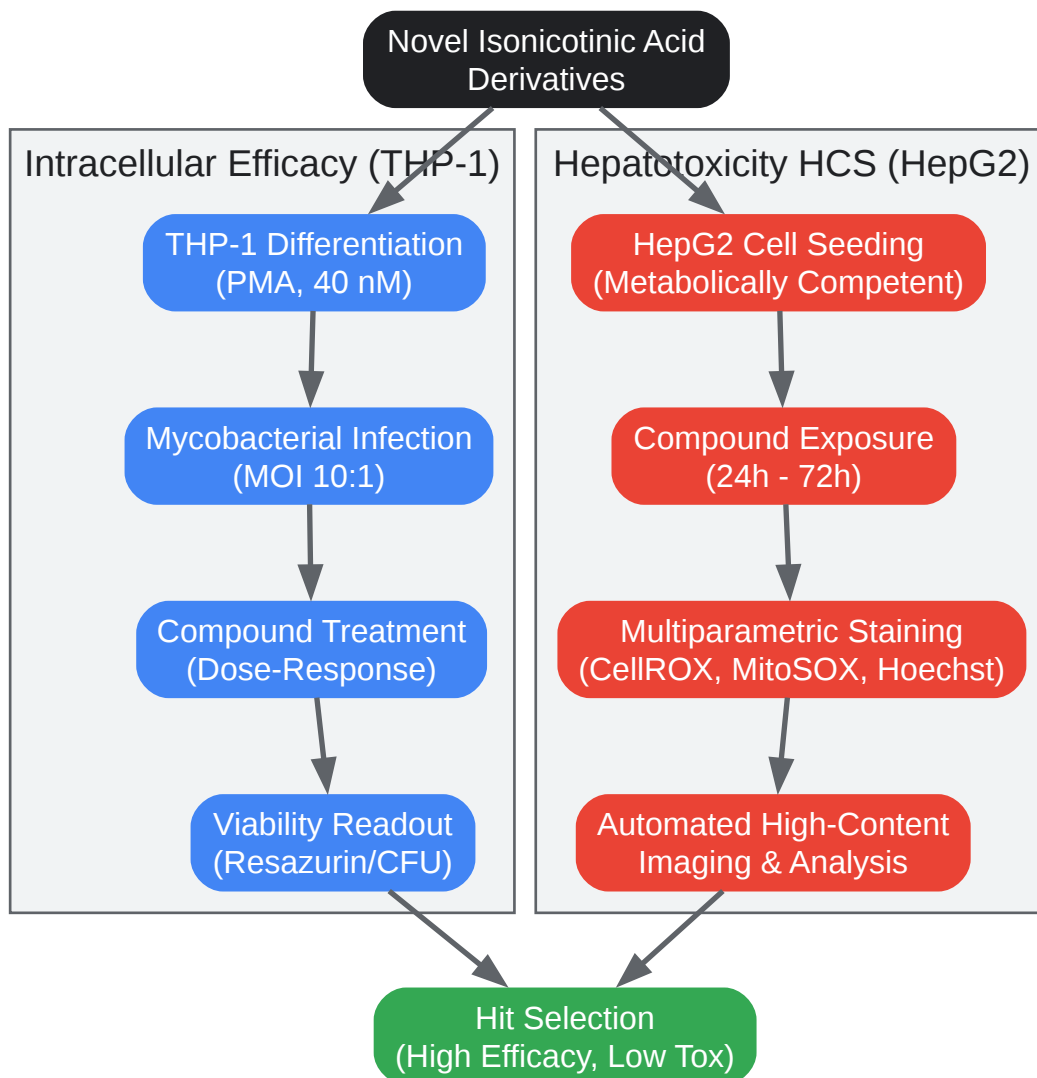 Novel Isonicotinic Acid
Derivatives
Intracellular Efficacy (THP-1)
THP-1 Differentiation
(PMA, 40 nM)
Mycobacterial Infection
(MOI 10:1)
Compound Treatment
(Dose-Response)
Viability Readout
(Resazurin/CFU)
Hepatotoxicity HCS (HepG2)
HepG2 Cell Seeding
(Metabolically Competent)
Compound Exposure
(24h - 72h)
Multiparametric Staining
(CellROX, MitoSOX, Hoechst)
Automated High-Content
Imaging & Analysis
Hit Selection
(High Efficacy, Low Tox)